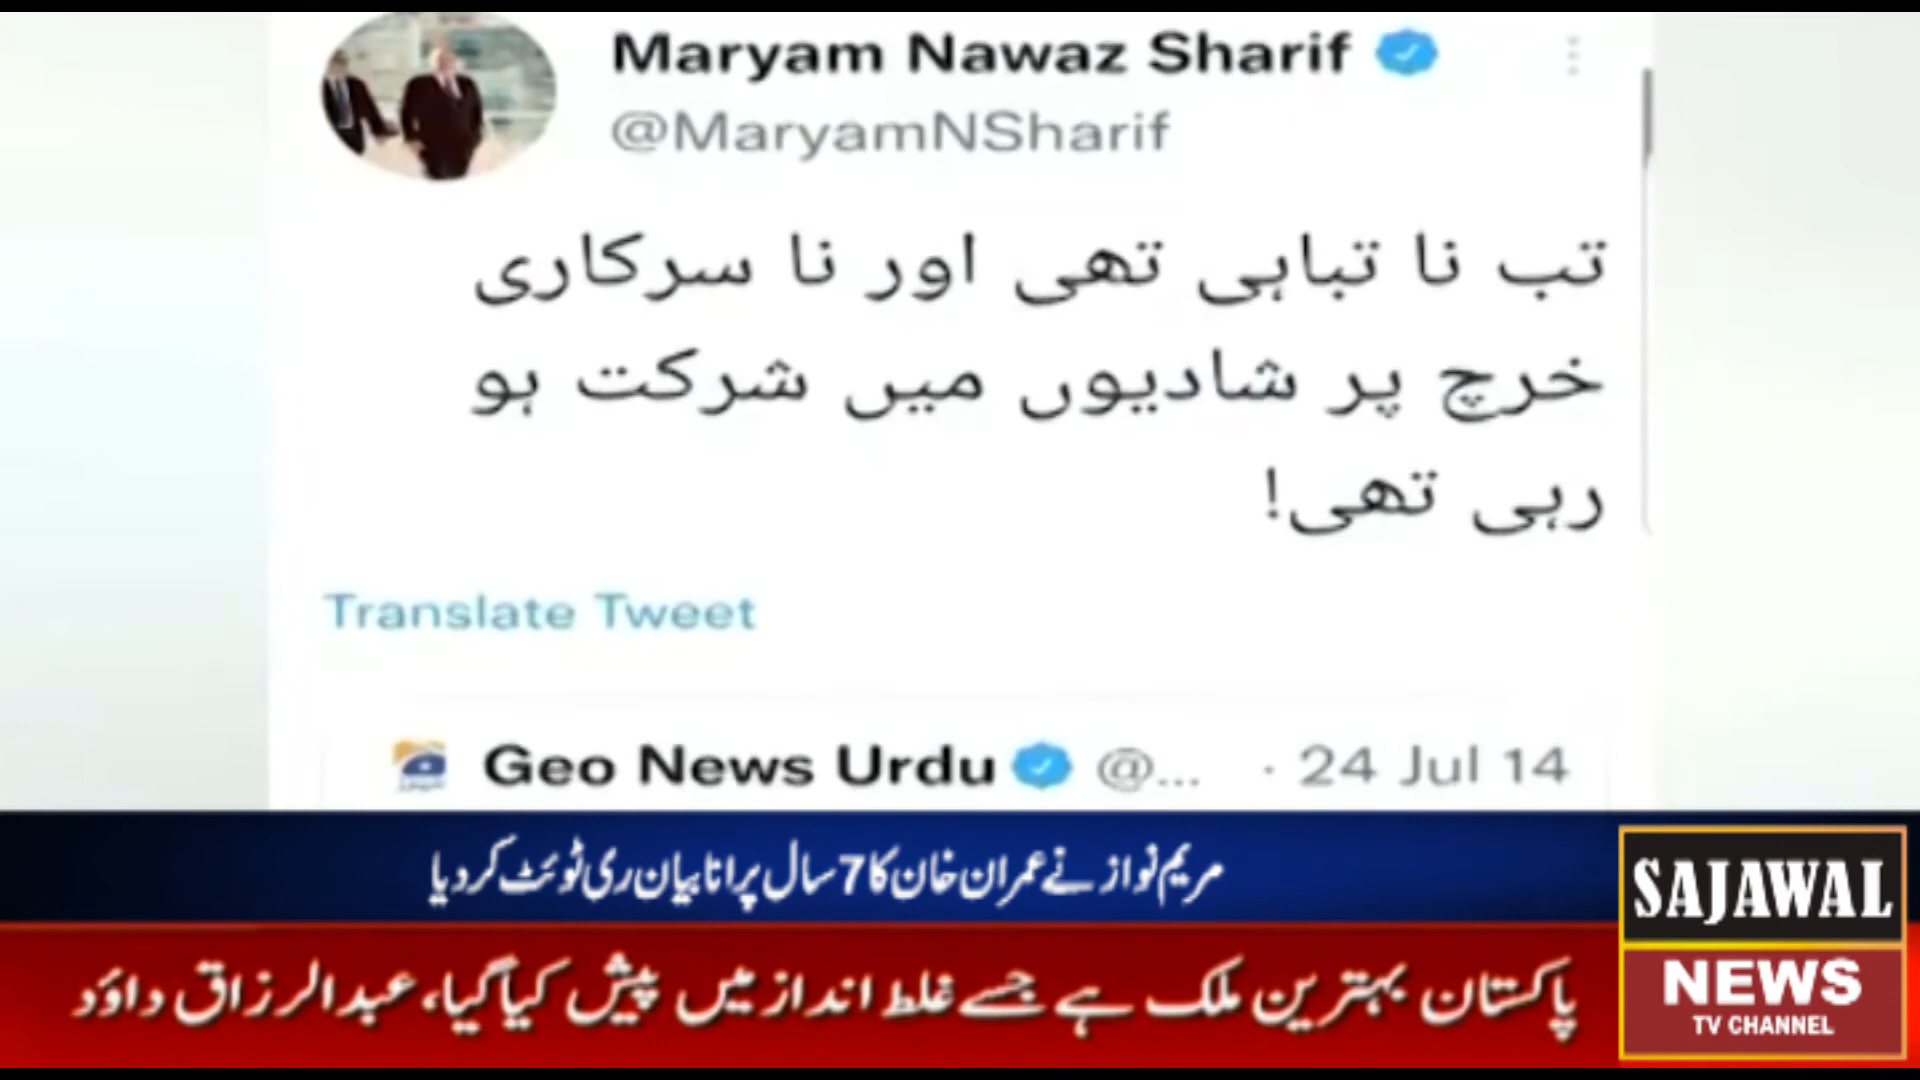 Maryam Nawaz Sharif
@MaryamNSharif
تب نا تباہی تھی اور نا سرکاری
خرچ پر شادیوں میں شرکت ہو
رہی تھی!
Translate Tweet
Geo News Urdu @... · 24 Jul 14
مریم نواز نے عمران خان کا 7 سال پرانا بیان ری ٹوئٹ کر دیا
پاکستان بہترین ملک ہے جسے غلط انداز میں پیش کیا گیا، عبدالرزاق داؤد
SAJAWAL
NEWS
TV CHANNEL